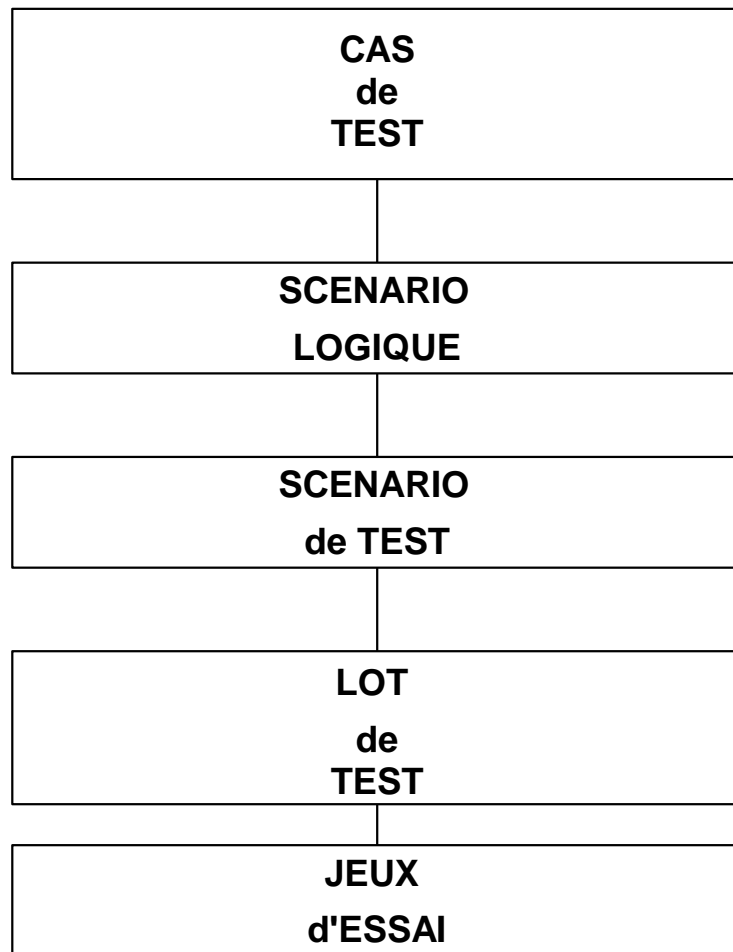 CAS
de
TEST
SCENARIO
LOGIQUE
SCENARIO
de TEST
LOT
de
TEST
JEUX
d'ESSAI